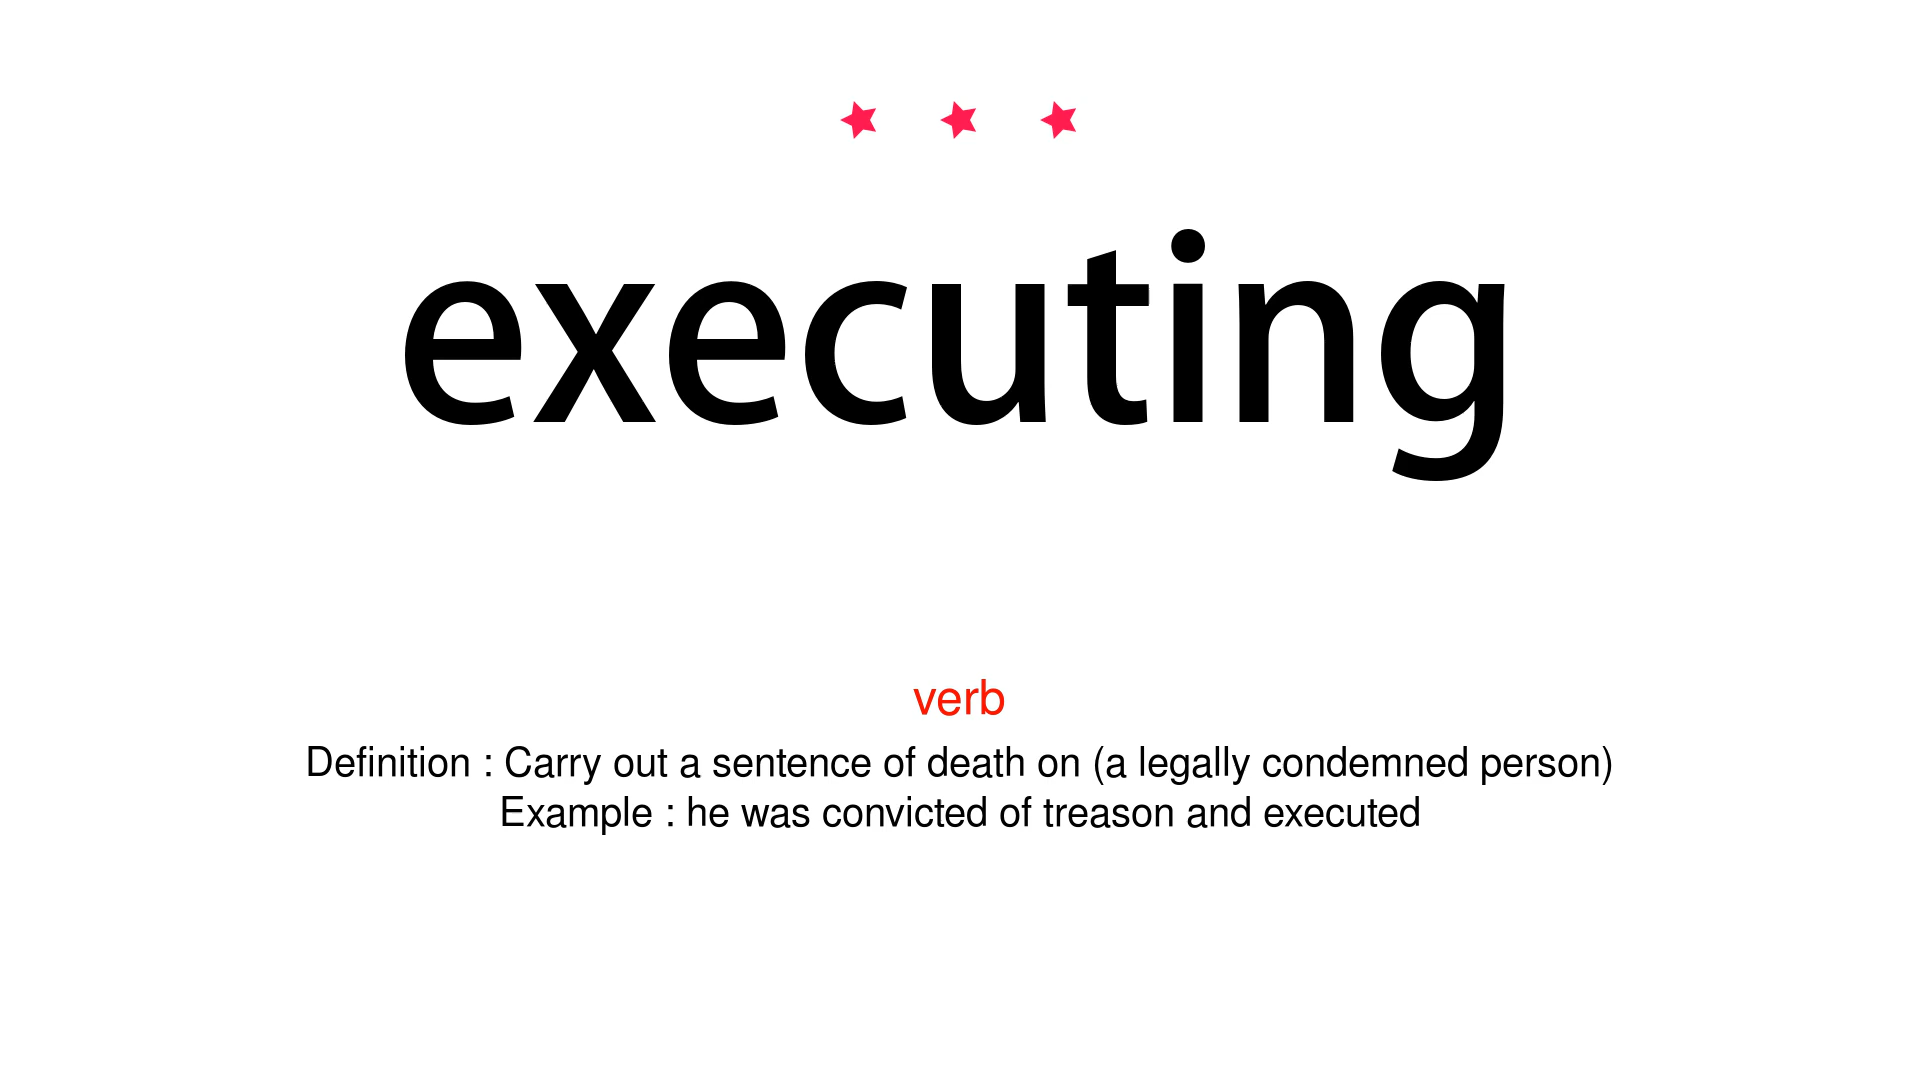 executing
verb
Definition : Carry out a sentence of death on (a legally condemned person)
Example : he was convicted of treason and executed